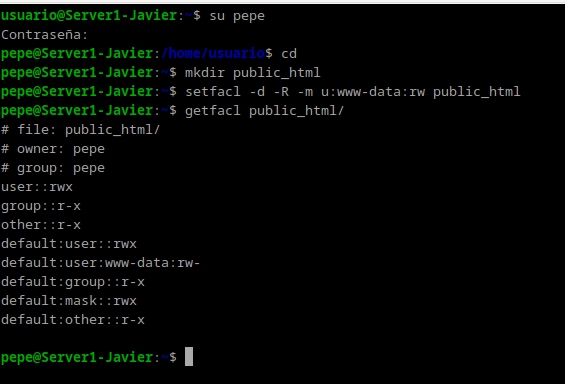 usuario@Server1-Javier:~$ su pepe
Contraseña:
pepe@Server1-Javier:/home/usuario$ cd
pepe@Server1-Javier:~$ mkdir public_html
pepe@Server1-Javier:~$ setfacl -d -R -m u:www-data:rw public_html
pepe@Server1-Javier:~$ getfacl public_html/
# file: public_html/
# owner: pepe
# group: pepe
user::rwx
group::r-x
other::r-x
default:user::rwx
default:user:www-data:rw-
default:group::r-x
default:mask::rwx
default:other::r-x
pepe@Server1-Javier:~$